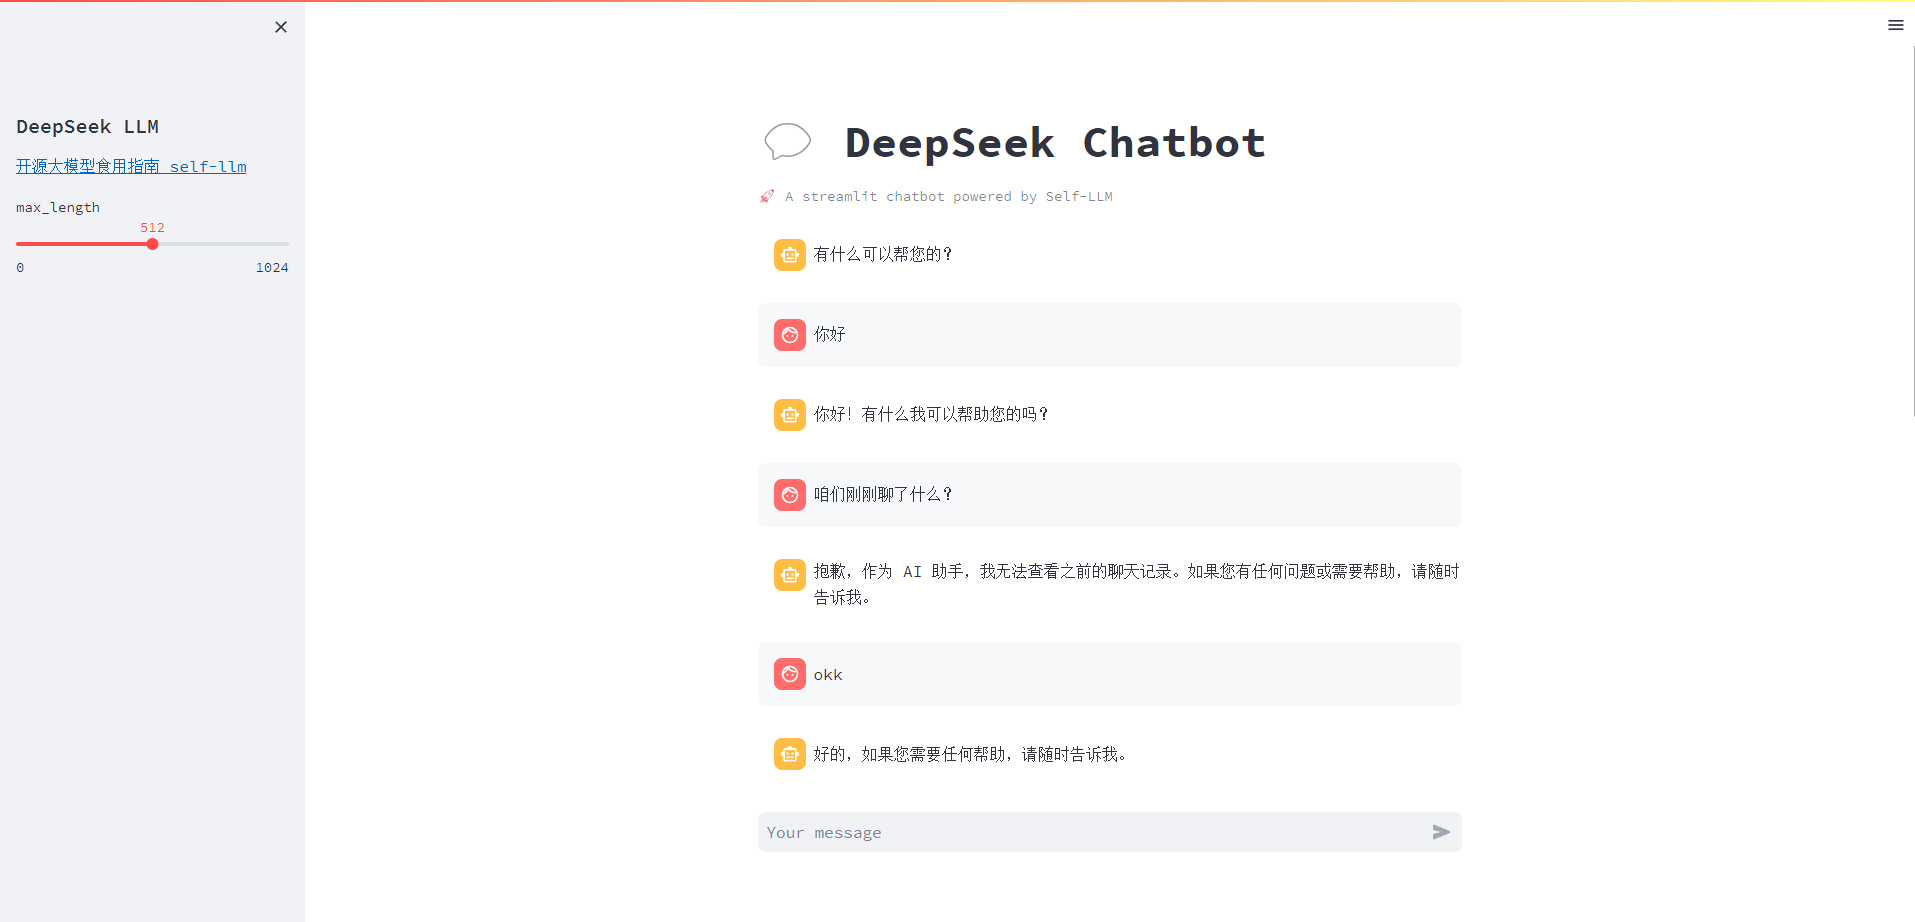 DeepSeek LLM
开源大模型食用指南 self-llm
max_length
512
0
1024
DeepSeek Chatbot
A streamlit chatbot powered by Self-LLM
有什么可以帮您的？
你好
你好！有什么我可以帮助您的吗？
咱们刚刚聊了什么？
抱歉，作为 AI 助手，我无法查看之前的聊天记录。如果您有任何问题或需要帮助，请随时
告诉我。
okk
好的，如果您需要任何帮助，请随时告诉我。
Your message